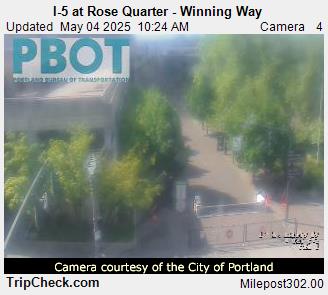 I-5 at Rose Quarter - Winning Way
Updated May 04 2025 10:24 AM Camera 4
PBOT
PORTLAND BUREAU OF TRANSPORTATION
Camera courtesy of the City of Portland
TripCheck.com Milepost302.00